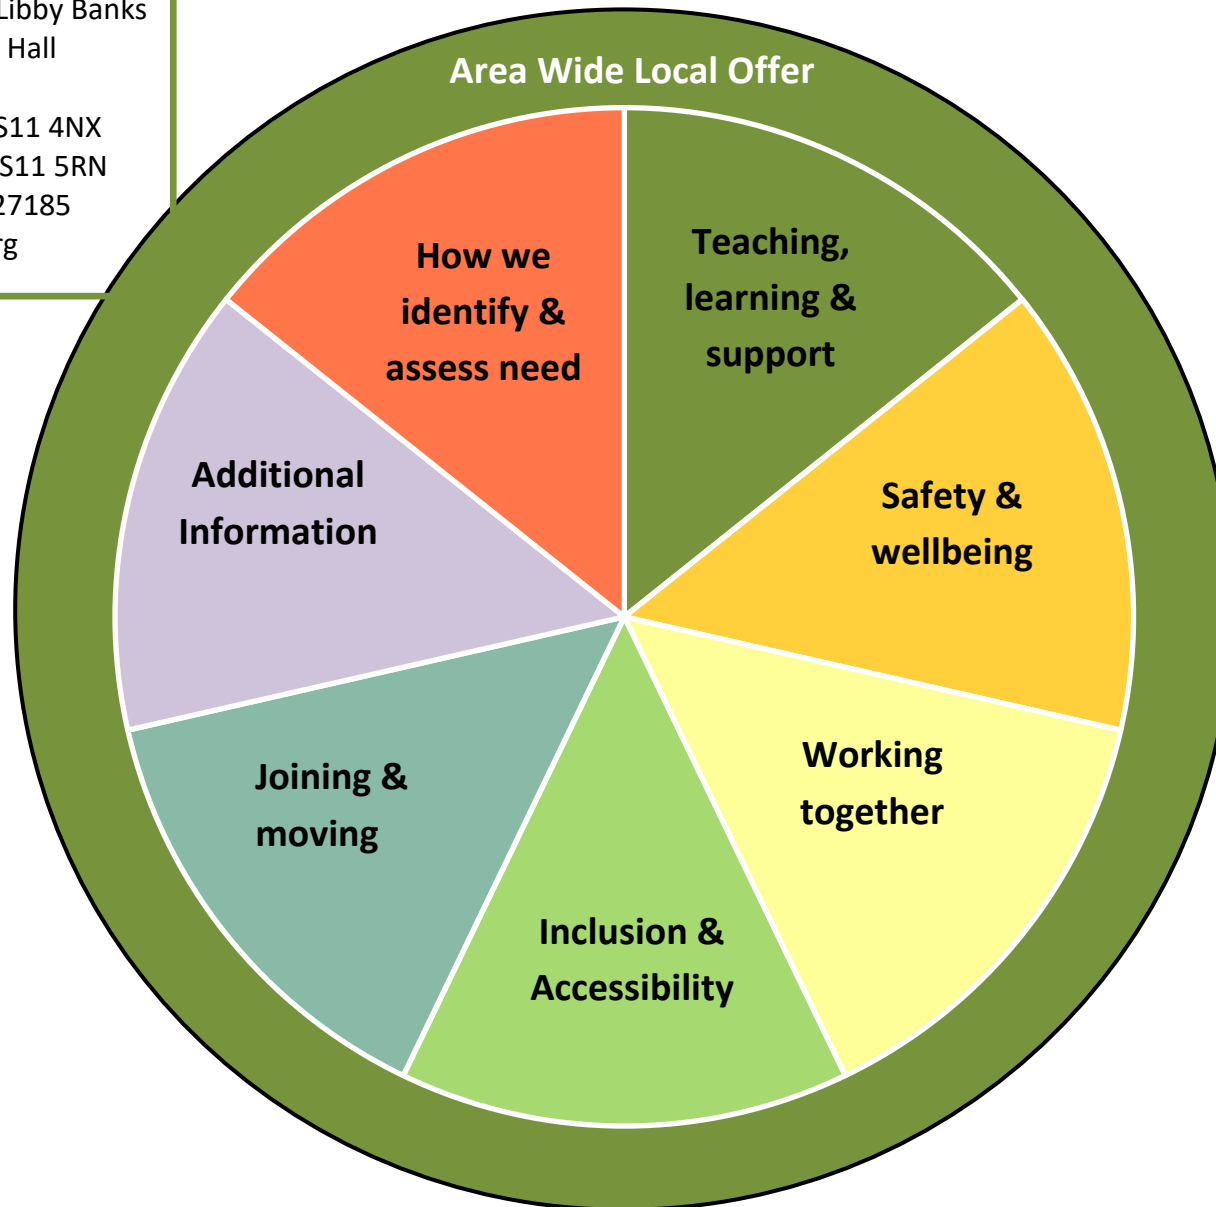 Libby Banks
Hall
S11 4NX
S11 5RN
27185
Area Wide Local Offer
How we
identify &
assess need
Teaching,
learning &
support
Safety &
wellbeing
Working
together
Inclusion &
Accessibility
Joining &
moving
Additional
Information